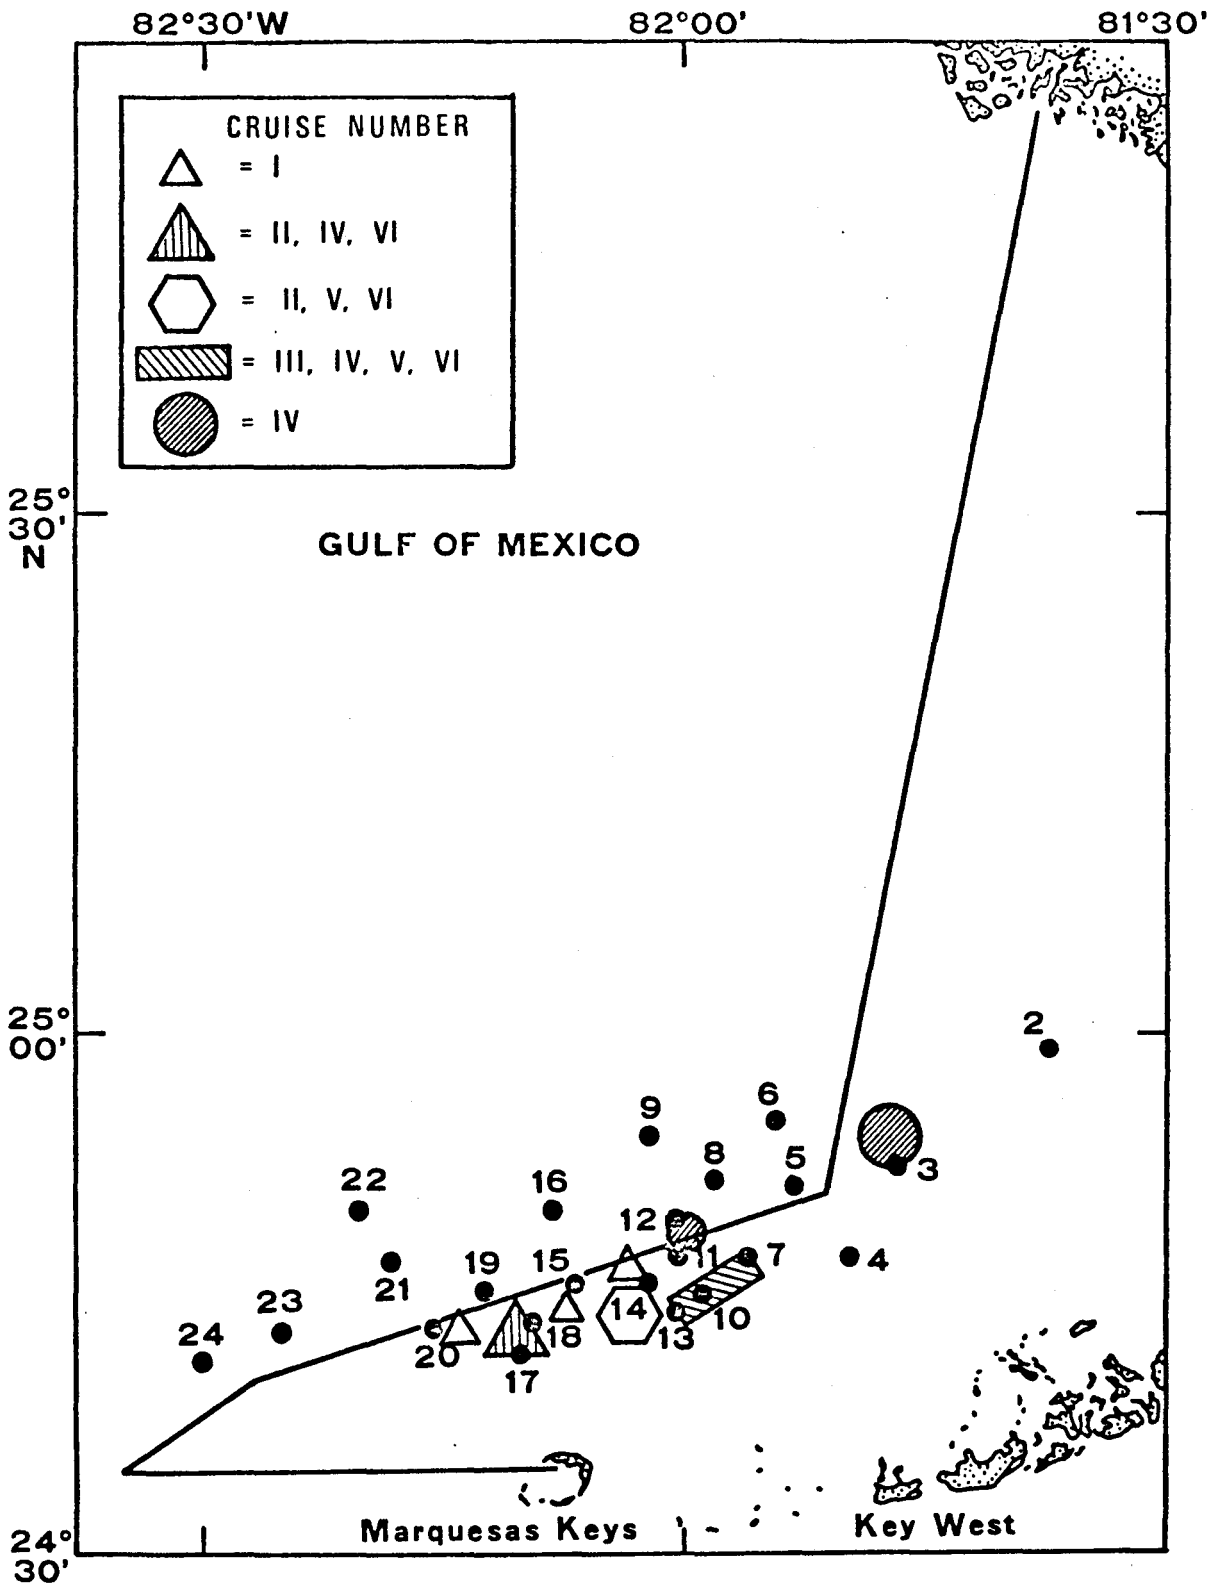 82°30'W 82°00' 81°30'
CRUISE NUMBER
= I
= II, IV, VI
= II, V, VI
= III, IV, V, VI
= IV
25°
30'
N
GULF OF MEXICO
25°
00'
2
9
6
8
5
3
22
16
12
19
15
11
7
4
21
23
14
24
20
18
13
10
17
Marquesas Keys
Key West
24°
30'